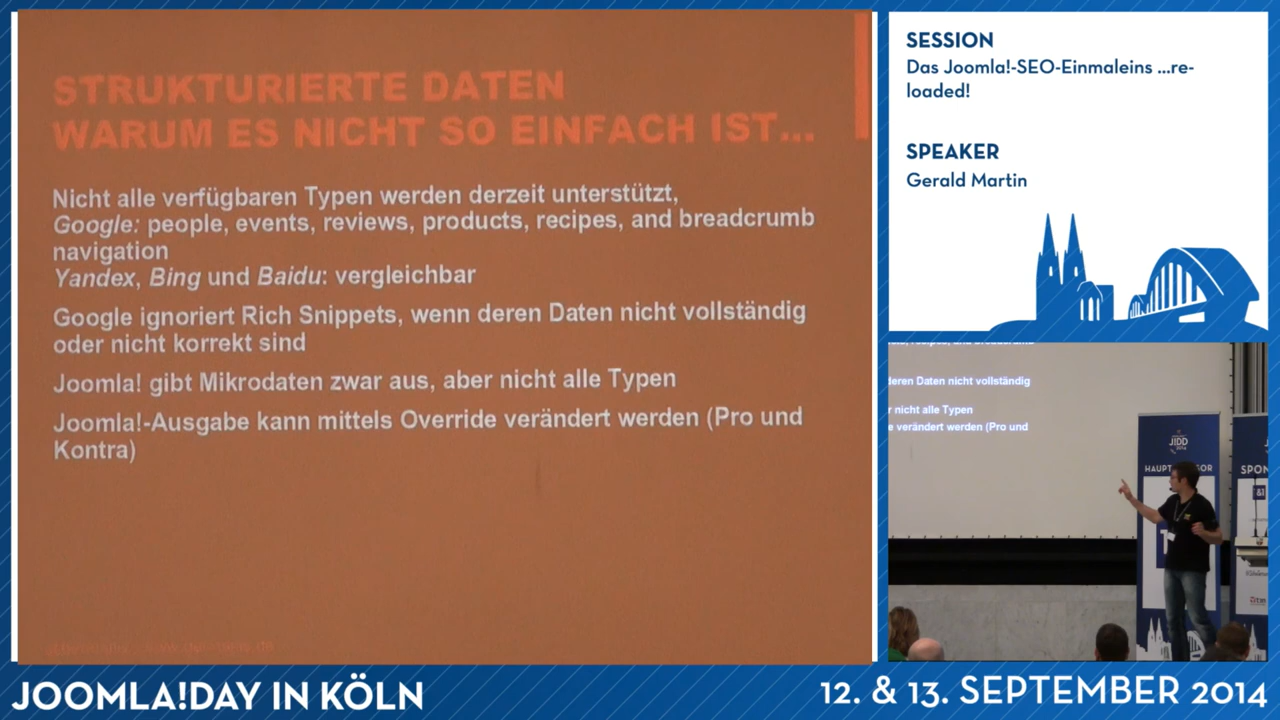 STRUKTURIERTE DATEN
WARUM ES NICHT SO EINFACH IST...
Nicht alle verfügbaren Typen werden derzeit unterstützt,
Google: people, events, reviews, products, recipes, and breadcrumb
navigation
Yandex, Bing und Baidu: vergleichbar
Google ignoriert Rich Snippets, wenn deren Daten nicht vollständig
oder nicht korrekt sind
Joomla! gibt Mikrodaten zwar aus, aber nicht alle Typen
Joomla!-Ausgabe kann mittels Override verändert werden (Pro und
Kontra)
SESSION
Das Joomla!-SEO-Einmaleins ...re-
loaded!
SPEAKER
Gerald Martin
deren Daten nicht vollständig
r nicht alle Typen
e verändert werden (Pro und
JOOMLA!DAY IN KÖLN
12. & 13. SEPTEMBER 2014